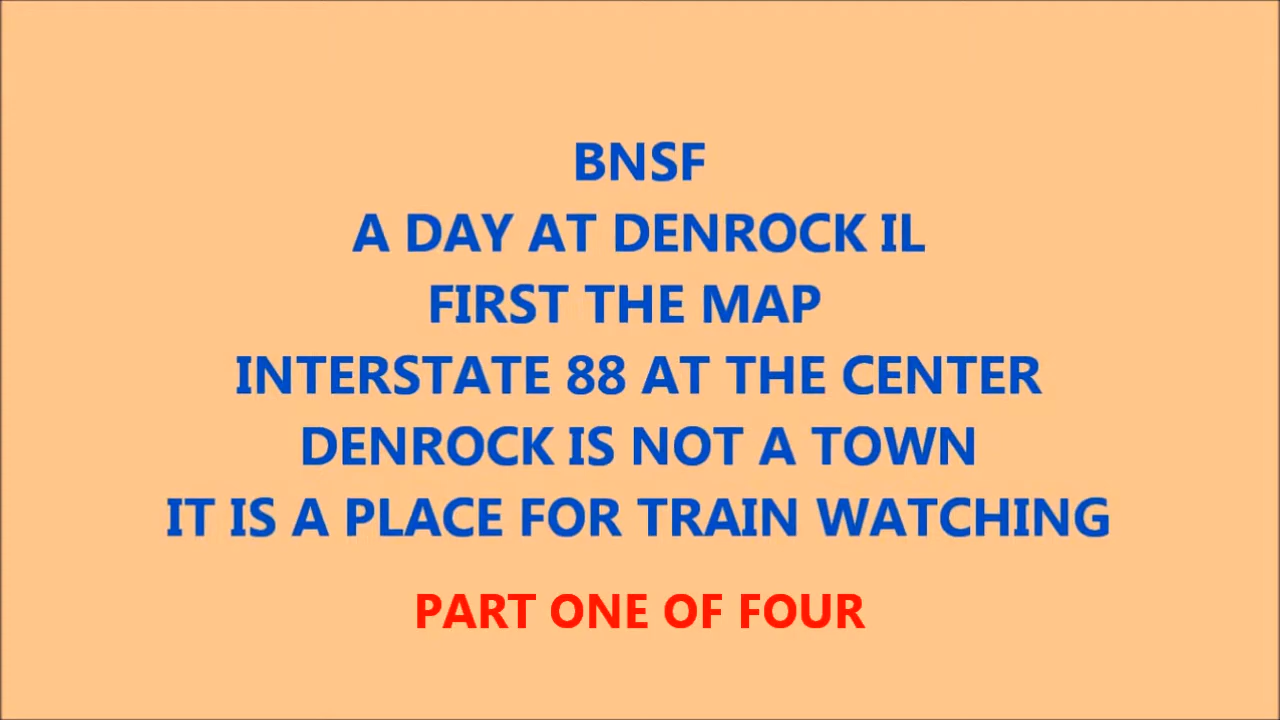 BNSF
A DAY AT DENROCK IL
FIRST THE MAP
INTERSTATE 88 AT THE CENTER
DENROCK IS NOT A TOWN
IT IS A PLACE FOR TRAIN WATCHING
PART ONE OF FOUR